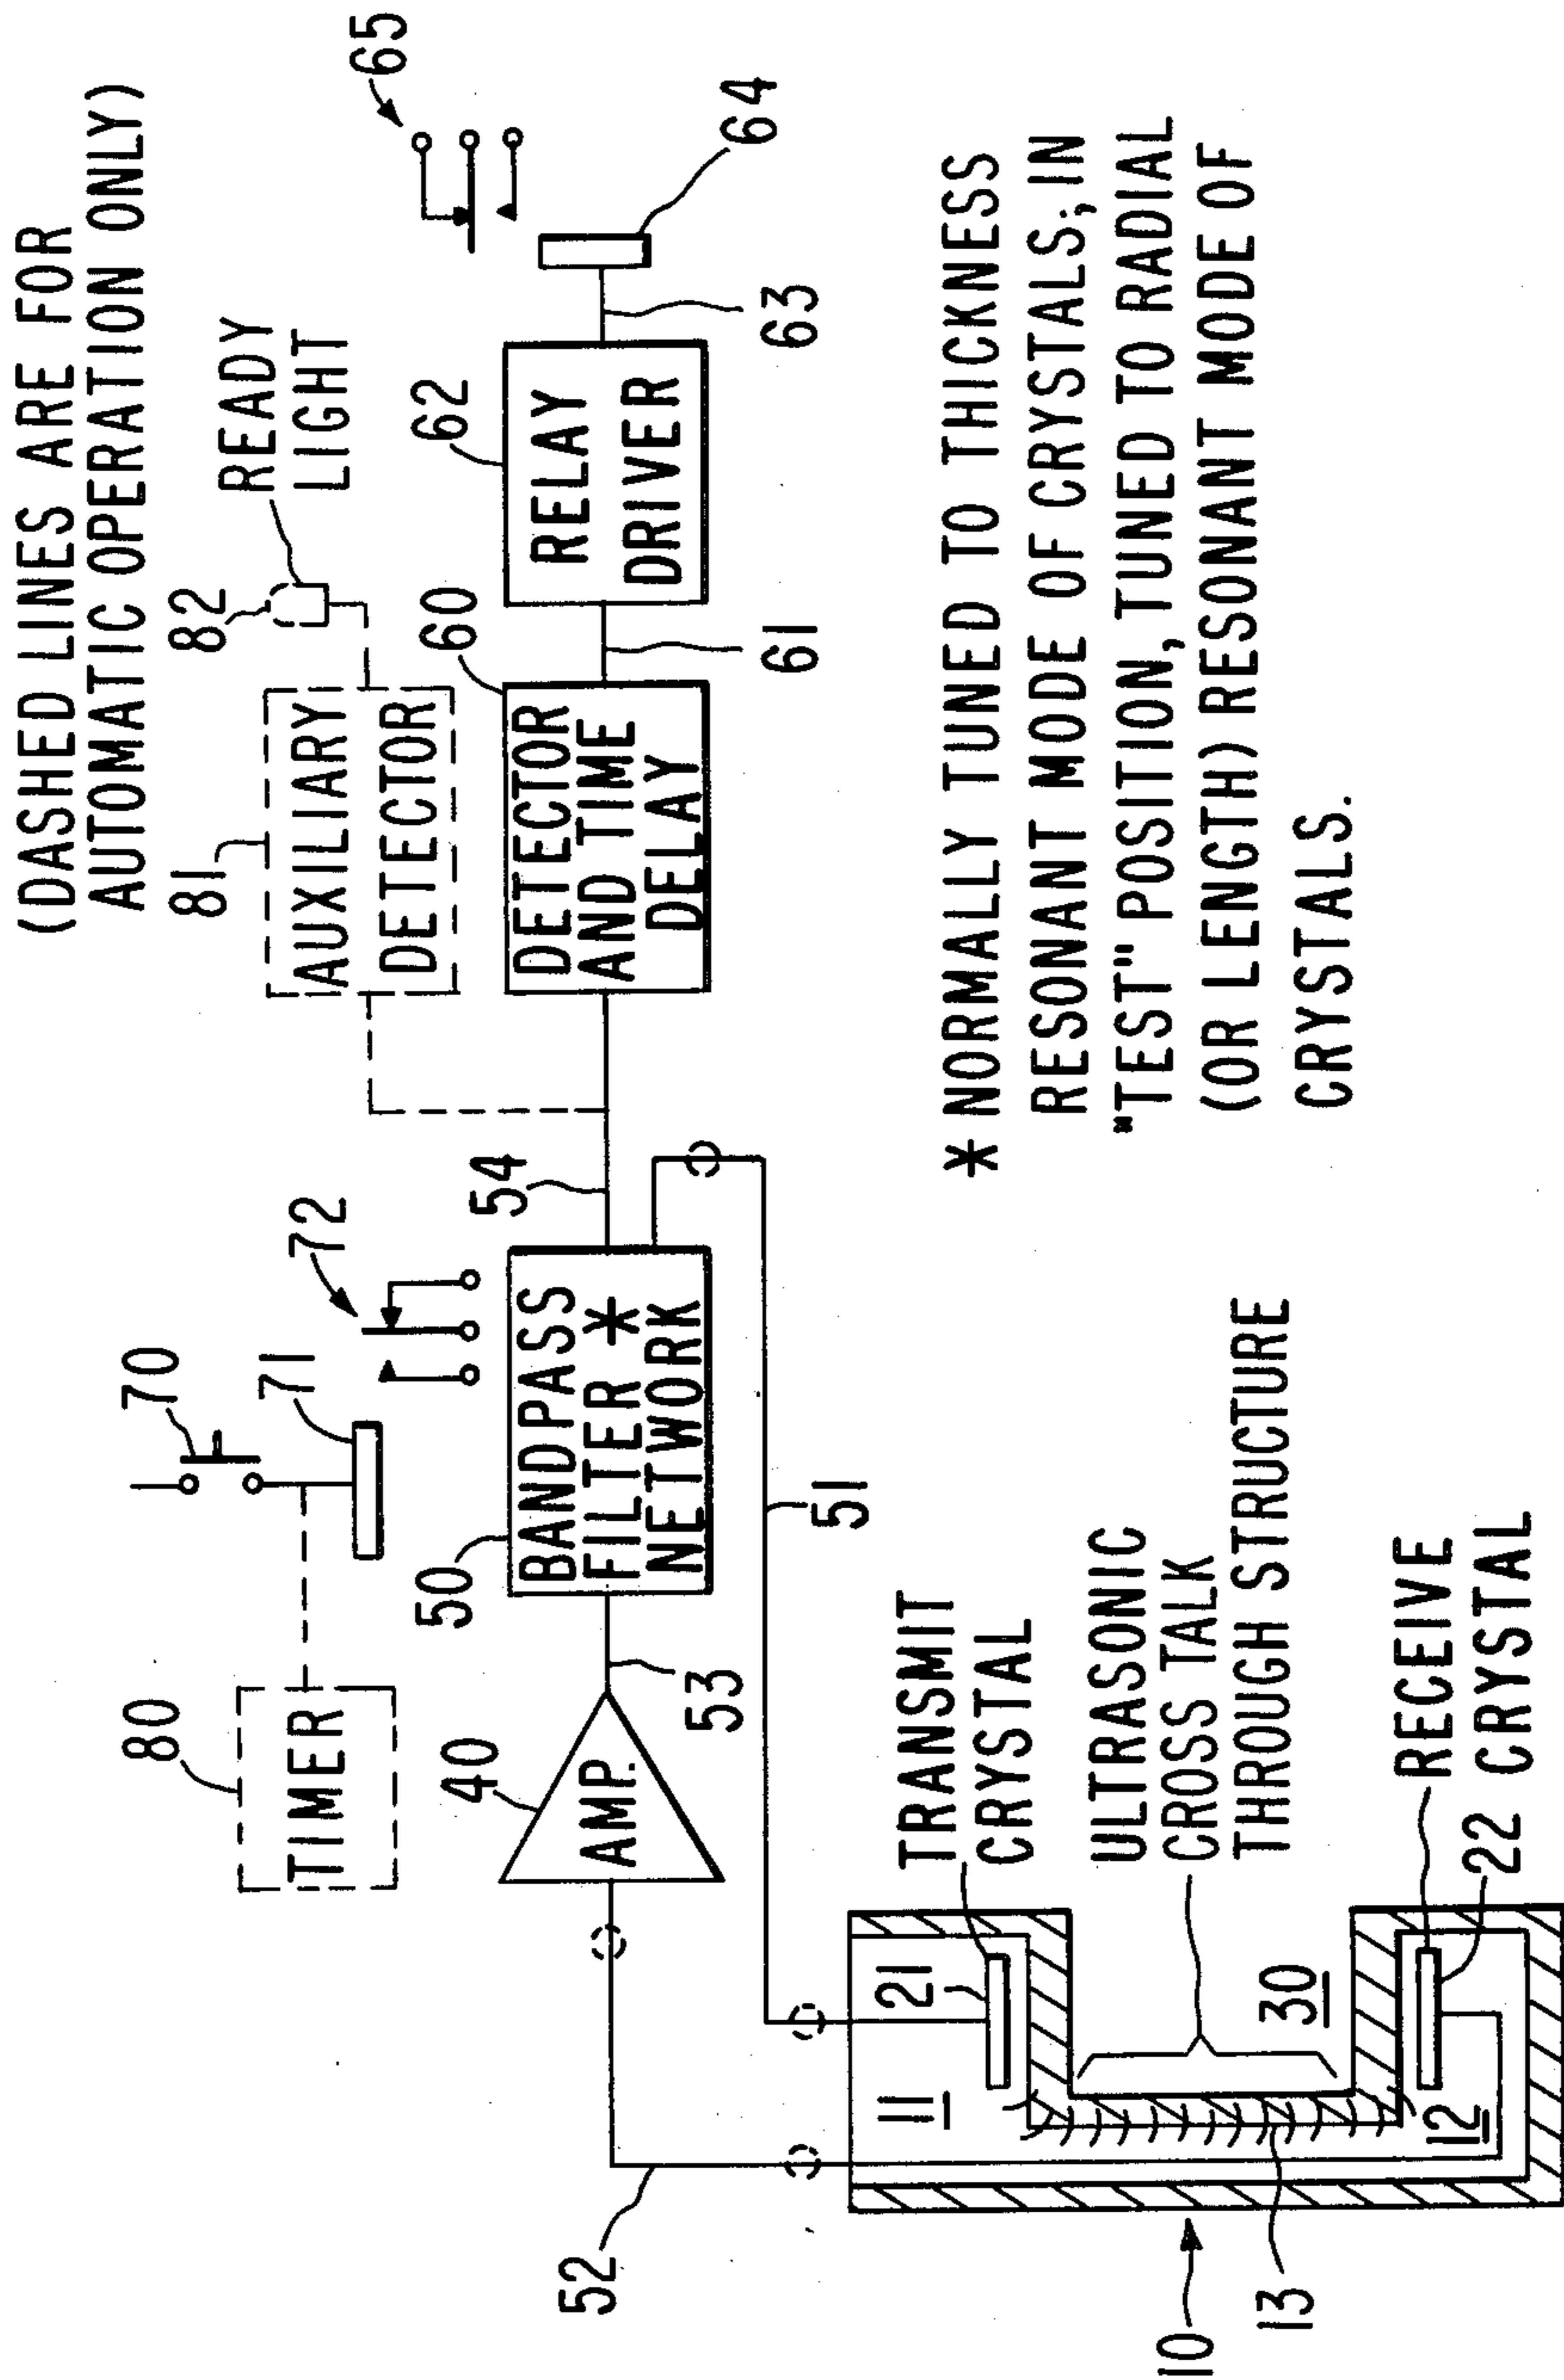 (DASHED LINES ARE FOR
AUTOMATIC OPERATION ONLY)
80
TIMER
70
71
72
81
AUXILIARY
DETECTOR
82
READY
LIGHT
65
40
AMP.
50
BANDPASS
FILTER *
NETWORK
53
54
60
DETECTOR
AND TIME
DELAY
61
62
RELAY
DRIVER
63
64
52
51
* NORMALLY TUNED TO THICKNESS
RESONANT MODE OF CRYSTALS; IN
"TEST" POSITION, TUNED TO RADIAL
(OR LENGTH) RESONANT MODE OF
CRYSTALS.
11
21
TRANSMIT
CRYSTAL
ULTRASONIC
CROSS TALK
THROUGH STRUCTURE
10
13
30
12
22
RECEIVE
CRYSTAL